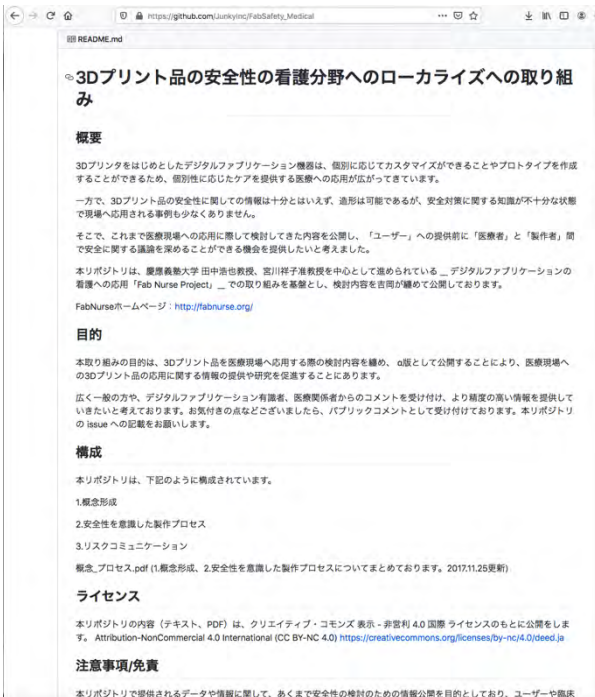 https://github.com/Junkyinc/FabSafety_Medical
README.md
3Dプリント品の安全性の看護分野へのローカライズへの取り組
み
概要
3Dプリンタをはじめとしたデジタルファブリケーション機器は、個別に応じてカスタマイズができることやプロトタイプを作成
することができるため、個別性に応じたケアを提供する医療への応用が広がってきています。
一方で、3Dプリント品の安全性に関しての情報は十分とはいえず、造形は可能であるが、安全対策に関する知識が不十分な状態
で現場へ応用される事例も少なくありません。
そこで、これまで医療現場への応用に際して検討してきた内容を公開し、「ユーザー」への提供前に「医療者」と「製作者」間
で安全に関する議論を深めることができる機会を提供したいと考えました。
本リポジトリは、慶應義塾大学 田中浩也教授、宮川祥子准教授を中心として進められている __ デジタルファブリケーションの
看護への応用「Fab Nurse Project」__ での取り組みを基盤とし、検討内容を吉岡が纏めて公開しております。
FabNurseホームページ：http://fabnurse.org/
目的
本取り組みの目的は、3Dプリント品を医療現場へ応用する際の検討内容を纏め、 α版として公開することにより、医療現場へ
の3Dプリント品の応用に関する情報の提供や研究を促進することにあります。
広く一般の方や、デジタルファブリケーション有識者、医療関係者からのコメントを受け付け、より精度の高い情報を提供して
いきたいと考えております。お気付きの点などございましたら、パブリックコメントとして受け付けております。本リポジトリ
の issue への記載をお願いします。
構成
本リポジトリは、下記のように構成されています。
1.概念形成
2.安全性を意識した製作プロセス
3.リスクコミュニケーション
概念_プロセス.pdf (1.概念形成、2.安全性を意識した製作プロセスについてまとめております。2017.11.25更新)
ライセンス
本リポジトリの内容（テキスト、PDF）は、クリエイティブ・コモンズ 表示 - 非営利 4.0 国際 ライセンスのもとに公開をしま
す。 Attribution-NonCommercial 4.0 International (CC BY-NC 4.0) https://creativecommons.org/licenses/by-nc/4.0/deed.ja
注意事項/免責
本リポジトリで提供されるデータや情報に関して、あくまで安全性の検討のための情報公開を目的としており、ユーザーや臨床